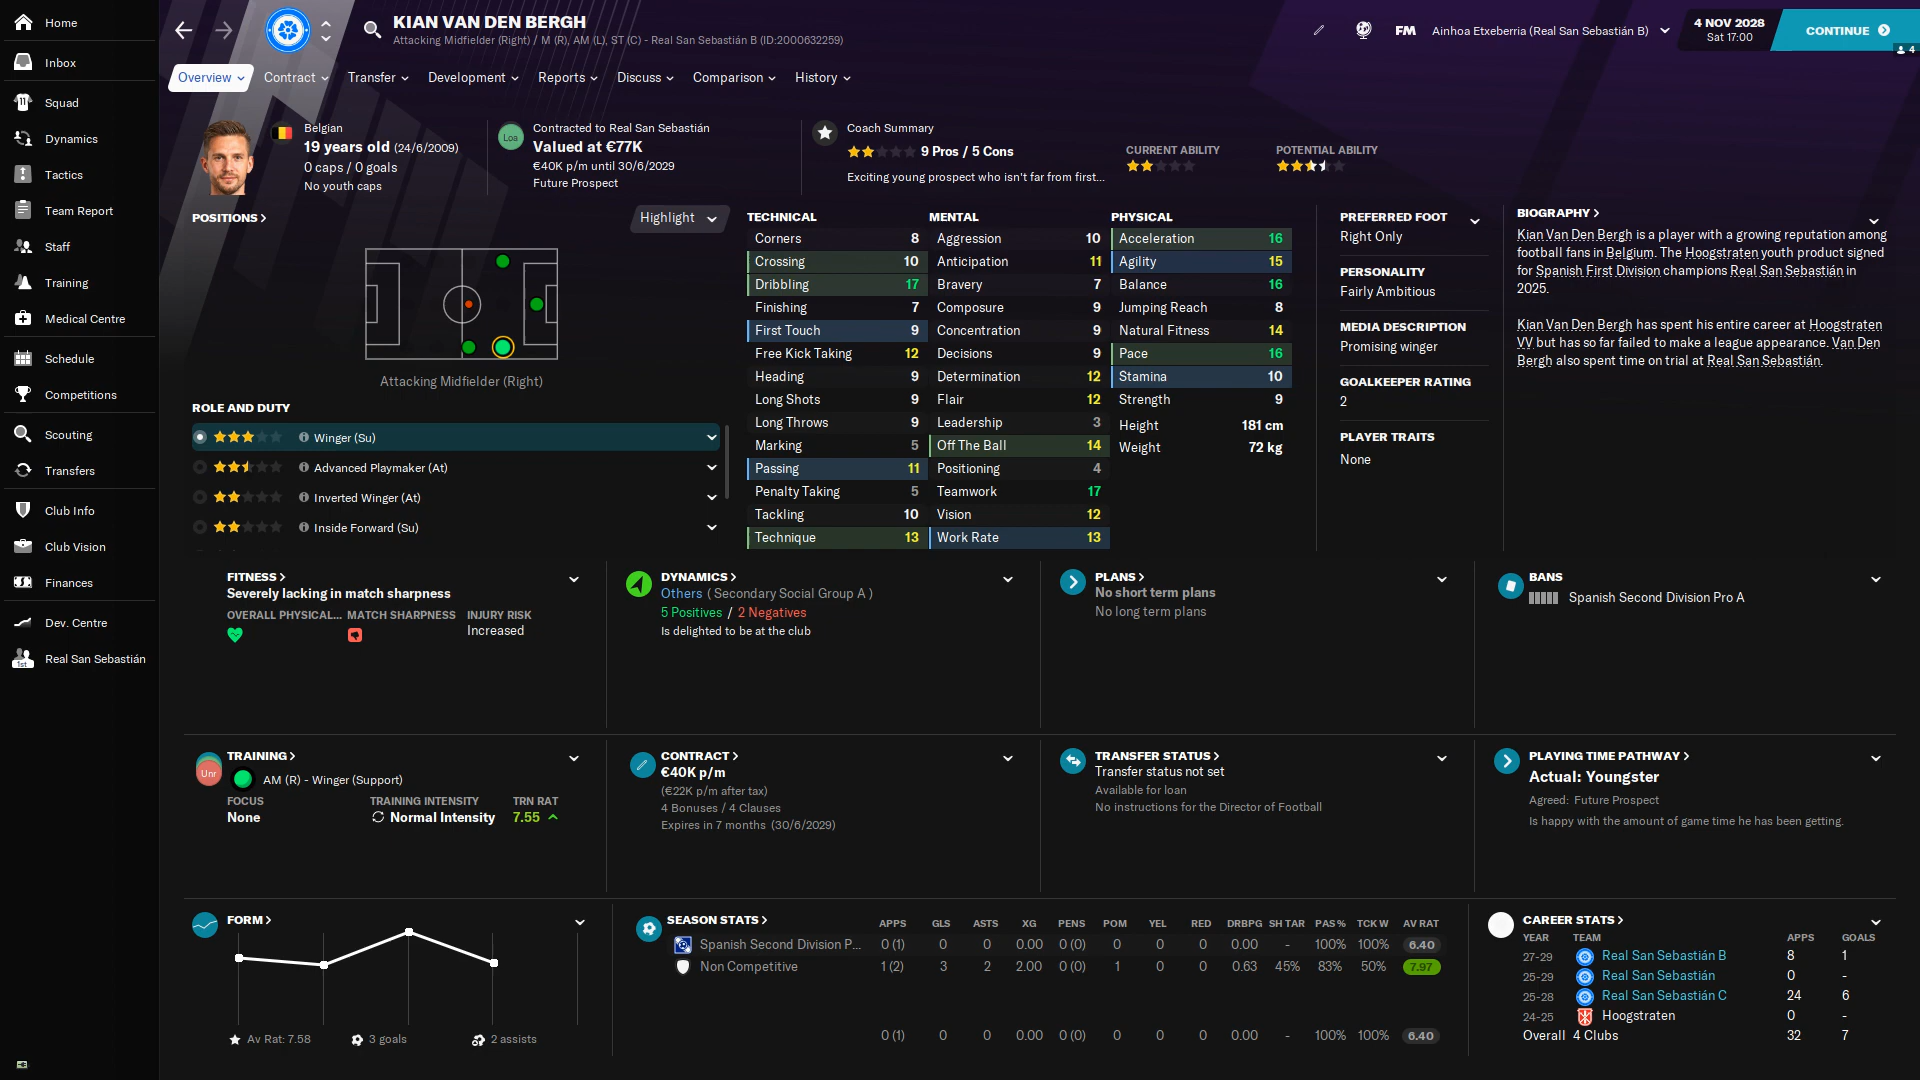 Home
Inbox
Squad
Dynamics
Tactics
Team Report
Staff
Training
Medical Centre
Schedule
Competitions
Scouting
Transfers
Club Info
Club Vision
Finances
Dev. Centre
Real San Sebastián
KIAN VAN DEN BERGH
Attacking Midfielder (Right) / M (R), AM (L), ST (C) - Real San Sebastián B (ID:2000632259)
FM
Ainhoa Etxeberria (Real San Sebastián B)
4 NOV 2028
Sat 17:00
CONTINUE
4
Overview
Contract
Transfer
Development
Reports
Discuss
Comparison
History
Belgian
19 years old (24/6/2009)
0 caps / 0 goals
No youth caps
Loa
Contracted to Real San Sebastián
Valued at €77K
€40K p/m until 30/6/2029
Future Prospect
Coach Summary
9 Pros / 5 Cons
Exciting young prospect who isn't far from first...
CURRENT ABILITY
POTENTIAL ABILITY
POSITIONS
Highlight
Attacking Midfielder (Right)
ROLE AND DUTY
Winger (Su)
Advanced Playmaker (At)
Inverted Winger (At)
Inside Forward (Su)
TECHNICAL
Corners 8
Crossing 10
Dribbling 17
Finishing 7
First Touch 9
Free Kick Taking 12
Heading 9
Long Shots 9
Long Throws 9
Marking 5
Passing 11
Penalty Taking 5
Tackling 10
Technique 13
MENTAL
Aggression 10
Anticipation 11
Bravery 7
Composure 9
Concentration 9
Decisions 9
Determination 12
Flair 12
Leadership 3
Off The Ball 14
Positioning 4
Teamwork 17
Vision 12
Work Rate 13
PHYSICAL
Acceleration 16
Agility 15
Balance 16
Jumping Reach 8
Natural Fitness 14
Pace 16
Stamina 10
Strength 9
Height 181 cm
Weight 72 kg
PREFERRED FOOT
Right Only
PERSONALITY
Fairly Ambitious
MEDIA DESCRIPTION
Promising winger
GOALKEEPER RATING
2
PLAYER TRAITS
None
BIOGRAPHY
Kian Van Den Bergh is a player with a growing reputation among
football fans in Belgium. The Hoogstraten youth product signed
for Spanish First Division champions Real San Sebastián in
2025.
Kian Van Den Bergh has spent his entire career at Hoogstraten
VV but has so far failed to make a league appearance. Van Den
Bergh also spent time on trial at Real San Sebastián.
FITNESS
Severely lacking in match sharpness
OVERALL PHYSICAL... MATCH SHARPNESS INJURY RISK
Increased
DYNAMICS
Others ( Secondary Social Group A )
5 Positives / 2 Negatives
Is delighted to be at the club
PLANS
No short term plans
No long term plans
BANS
Spanish Second Division Pro A
TRAINING
Unr
AM (R) - Winger (Support)
FOCUS TRAINING INTENSITY TRN RAT
None Normal Intensity 7.55
CONTRACT
€40K p/m
(€22K p/m after tax)
4 Bonuses / 4 Clauses
Expires in 7 months (30/6/2029)
TRANSFER STATUS
Transfer status not set
Available for loan
No instructions for the Director of Football
PLAYING TIME PATHWAY
Actual: Youngster
Agreed: Future Prospect
Is happy with the amount of game time he has been getting.
FORM
Av Rat: 7.58 3 goals 2 assists
SEASON STATS APPS GLS ASTS XG PENS POM YEL RED DRBPG SH TAR PAS % TCK W AV RAT
Spanish Second Division P... 0 (1) 0 0 0.00 0 (0) 0 0 0 0.00 - 100% 100% 6.40
Non Competitive 1 (2) 3 2 2.00 0 (0) 1 0 0 0.63 45% 83% 50% 7.97
0 (1) 0 0 0.00 0 (0) 0 0 0 0.00 - 100% 100% 6.40
CAREER STATS
YEAR TEAM APPS GOALS
27-29 Real San Sebastián B 8 1
25-29 Real San Sebastián 0 -
25-28 Real San Sebastián C 24 6
24-25 Hoogstraten 0 -
Overall 4 Clubs 32 7
1st